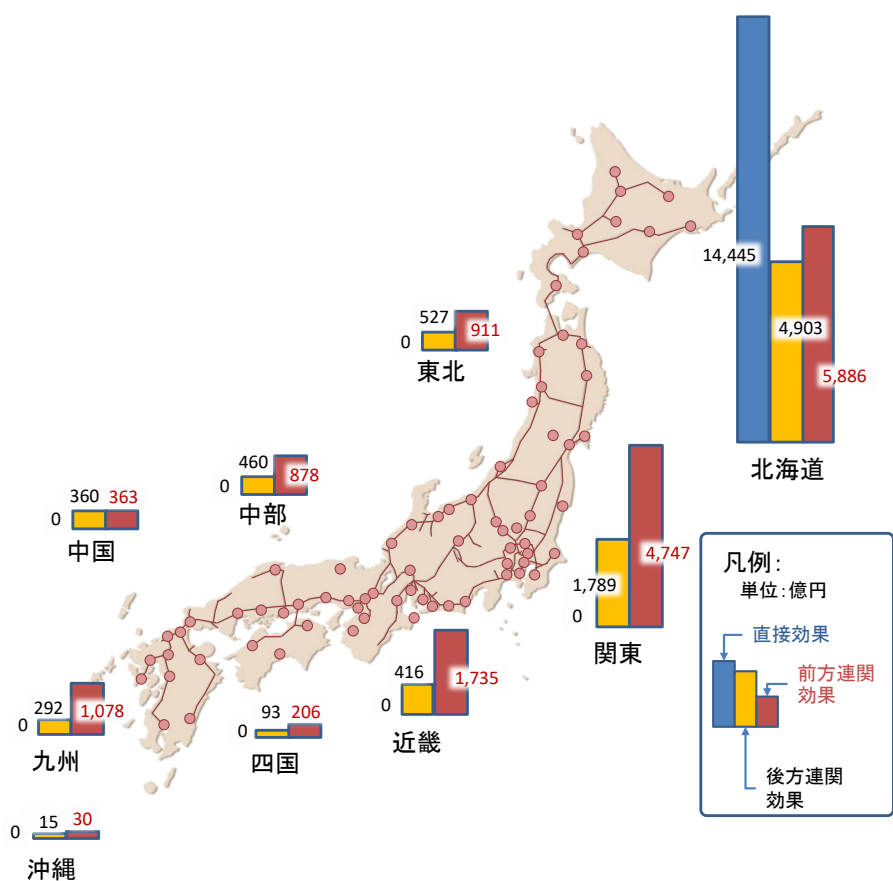 14,445
4,903
5,886
北海道
527
911
0
東北
460
878
0
中部
360
363
0
中国
4,747
1,789
0
関東
凡例：
単位：億円
直接効果
前方連関
効果
後方連関
効果
416
1,735
0
近畿
292
1,078
0
九州
93
206
0
四国
15
30
0
沖縄